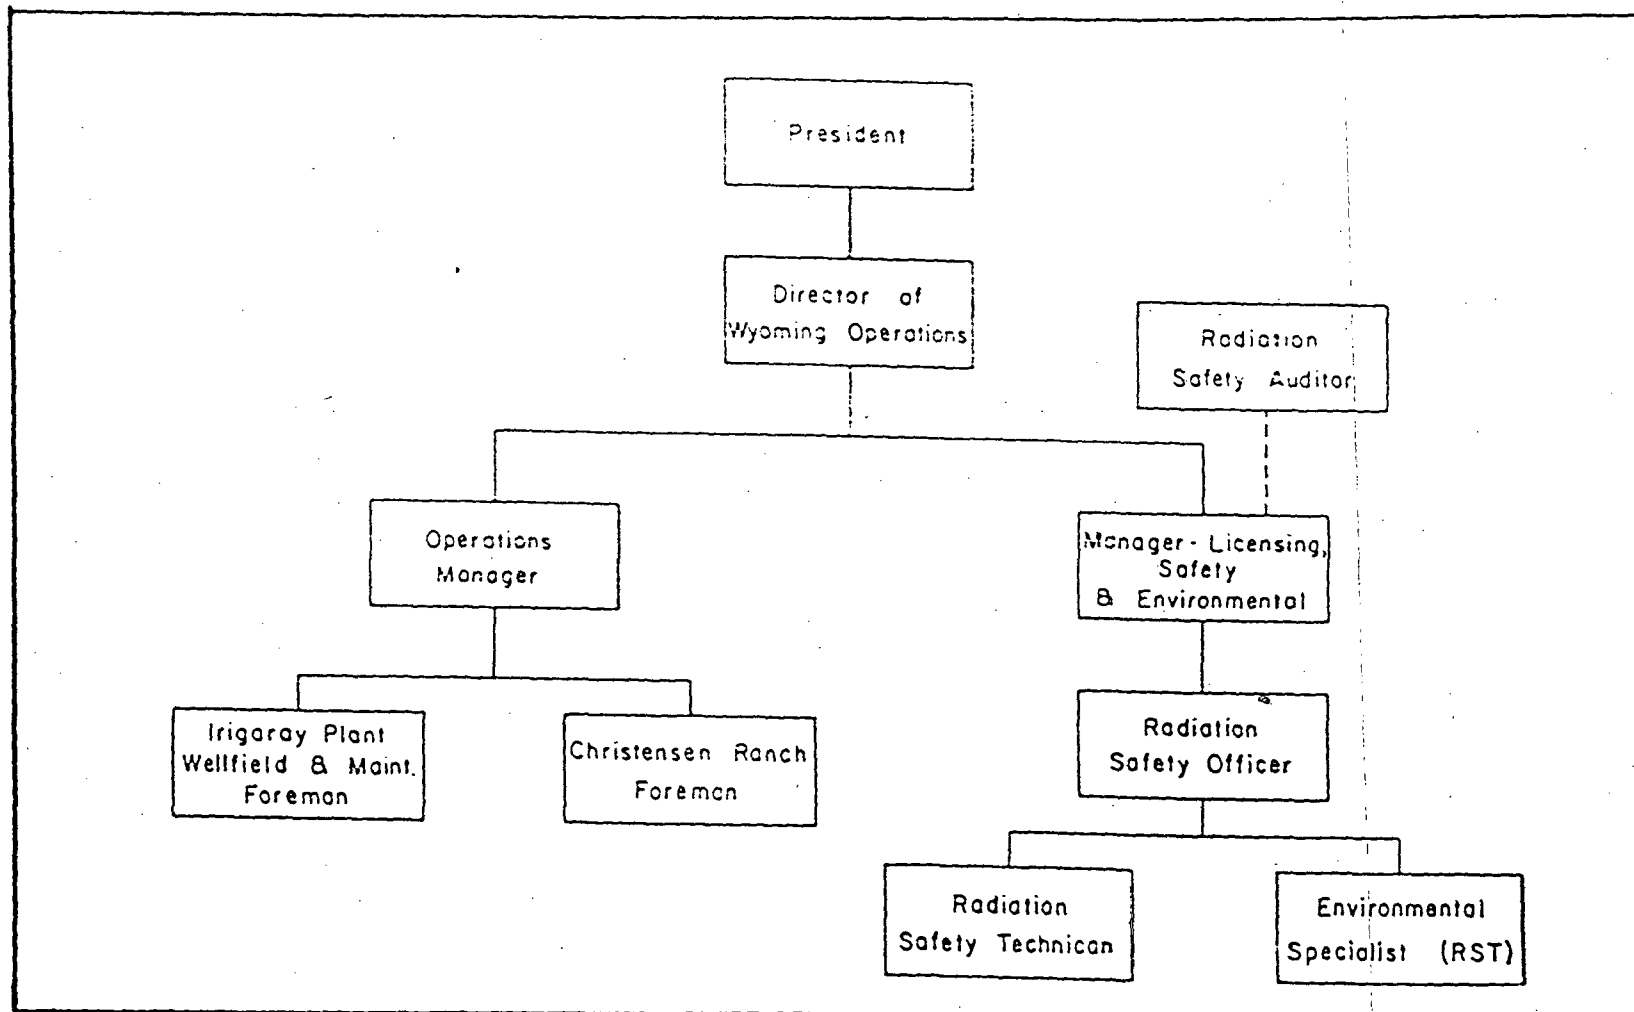 President
Director of
Wyoming Operations
Radiation
Safety Auditor
Operations
Manager
Manager - Licensing,
Safety
& Environmental
Irigaray Plant
Wellfield & Maint.
Foreman
Christensen Ranch
Foreman
Radiation
Safety Officer
Radiation
Safety Technican
Environmental
Specialist (RST)